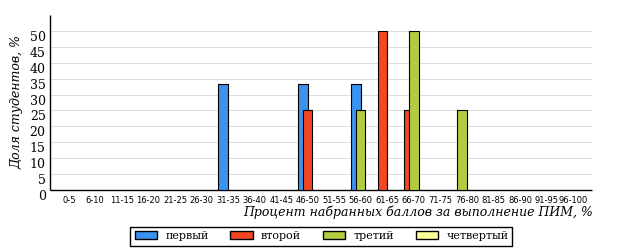 Доля студентов, %
50
45
40
35
30
25
20
15
10
5
0
0-5 6-10 11-15 16-20 21-25 26-30 31-35 36-40 41-45 46-50 51-55 56-60 61-65 66-70 71-75 76-80 81-85 86-90 91-95 96-100
Процент набранных баллов за выполнение ПИМ, %
первый второй третий четвертый